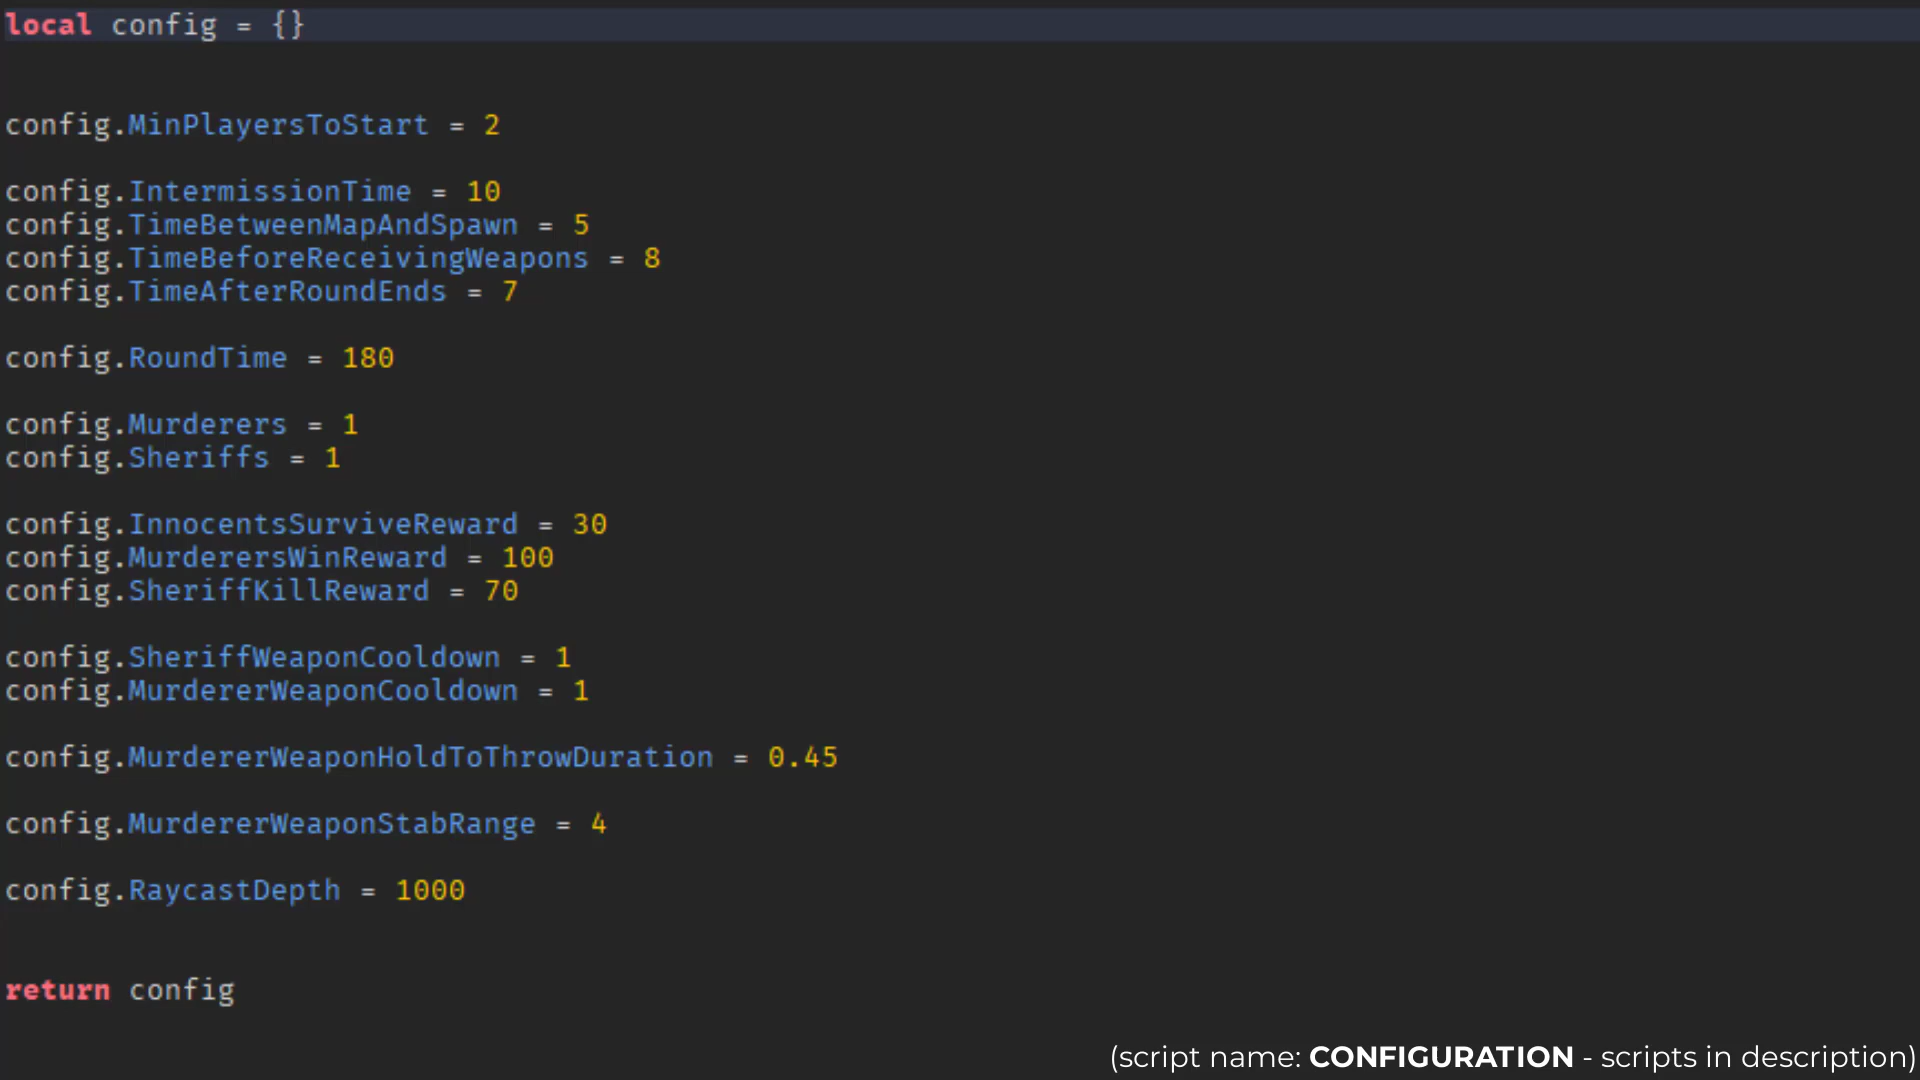 local config = {}
config.MinPlayersToStart = 2
config.IntermissionTime = 10
config.TimeBetweenMapAndSpawn = 5
config.TimeBeforeReceivingWeapons = 8
config.TimeAfterRoundEnds = 7
config.RoundTime = 180
config.Murderers = 1
config.Sheriffs = 1
config.InnocentsSurviveReward = 30
config.MurderersWinReward = 100
config.SheriffKillReward = 70
config.SheriffWeaponCooldown = 1
config.MurdererWeaponCooldown = 1
config.MurdererWeaponHoldToThrowDuration = 0.45
config.MurdererWeaponStabRange = 4
config.RaycastDepth = 1000
return config
(script name: CONFIGURATION - scripts in description)